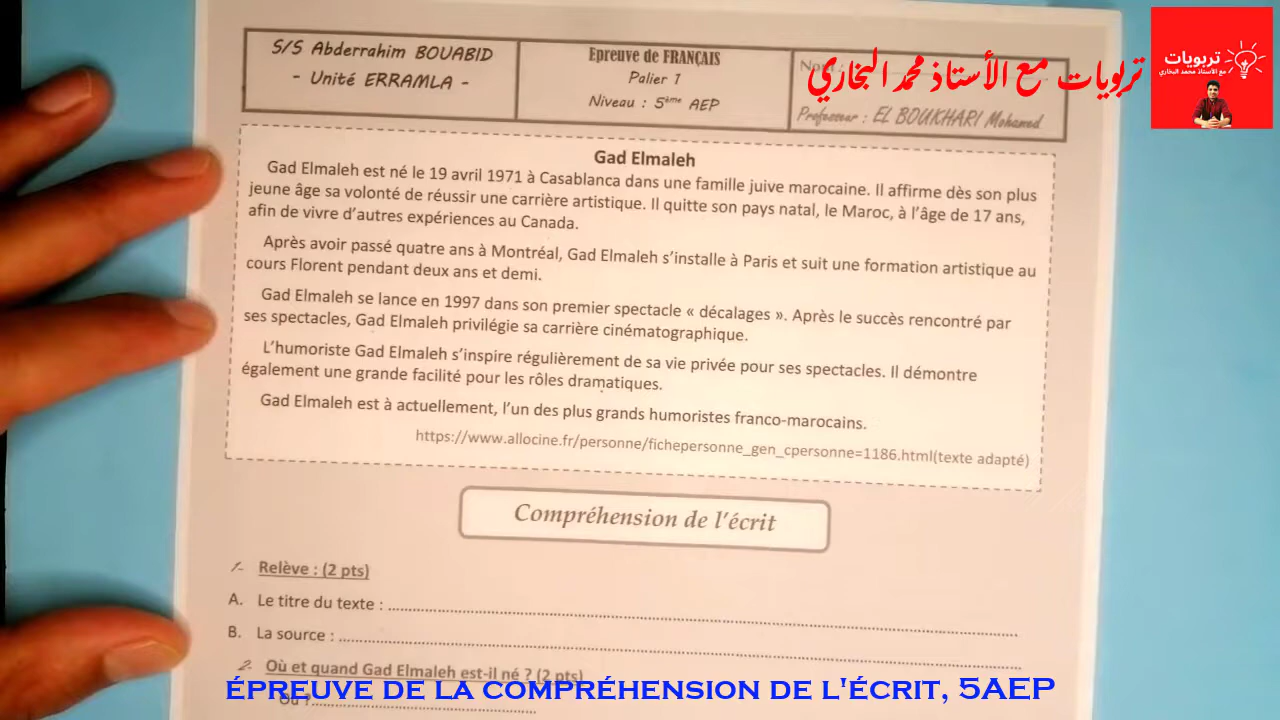 S/S Abderrahim BOUABID
- Unité ERRAMLA -
Epreuve de FRANÇAIS
Palier 1
Niveau : 5ème AEP
Professeur : EL BOUKHARI Mohamed
تربويات مع الأستاذ محمد البخاري
تربويات
مع الأستاذ محمد البخاري
Gad Elmaleh
Gad Elmaleh est né le 19 avril 1971 à Casablanca dans une famille juive marocaine. Il affirme dès son plus
jeune âge sa volonté de réussir une carrière artistique. Il quitte son pays natal, le Maroc, à l'âge de 17 ans,
afin de vivre d'autres expériences au Canada.
Après avoir passé quatre ans à Montréal, Gad Elmaleh s'installe à Paris et suit une formation artistique au
cours Florent pendant deux ans et demi.
Gad Elmaleh se lance en 1997 dans son premier spectacle « décalages ». Après le succès rencontré par
ses spectacles, Gad Elmaleh privilégie sa carrière cinématographique.
L'humoriste Gad Elmaleh s'inspire régulièrement de sa vie privée pour ses spectacles. Il démontre
également une grande facilité pour les rôles dramatiques.
Gad Elmaleh est à actuellement, l'un des plus grands humoristes franco-marocains.
https://www.allocine.fr/personne/fichepersonne_gen_cpersonne=1186.html(texte adapté)
Compréhension de l'écrit
1- Relève : (2 pts)
A. Le titre du texte : ......................................................
B. La source : ......................................................
2- Où et quand Gad Elmaleh est-il né ? (2 pts)
Où ?......................................................
ÉPREUVE DE LA COMPRÉHENSION DE L'ÉCRIT, 5AEP